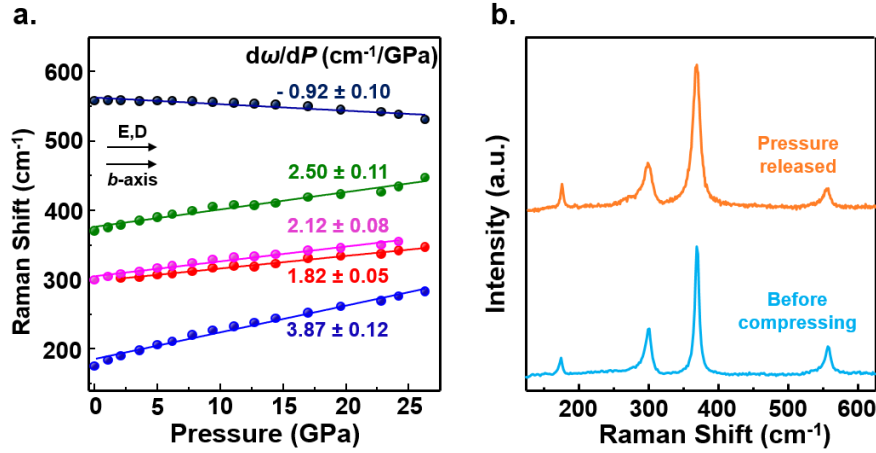 a.
dω/dP (cm-1/GPa)
- 0.92 ± 0.10
E,D
b-axis
2.50 ± 0.11
2.12 ± 0.08
1.82 ± 0.05
3.87 ± 0.12
600
500
400
300
200
Raman Shift (cm-1)
0 5 10 15 20 25
Pressure (GPa)
b.
Pressure
released
Before
compressing
Intensity (a.u.)
200 300 400 500 600
Raman Shift (cm-1)